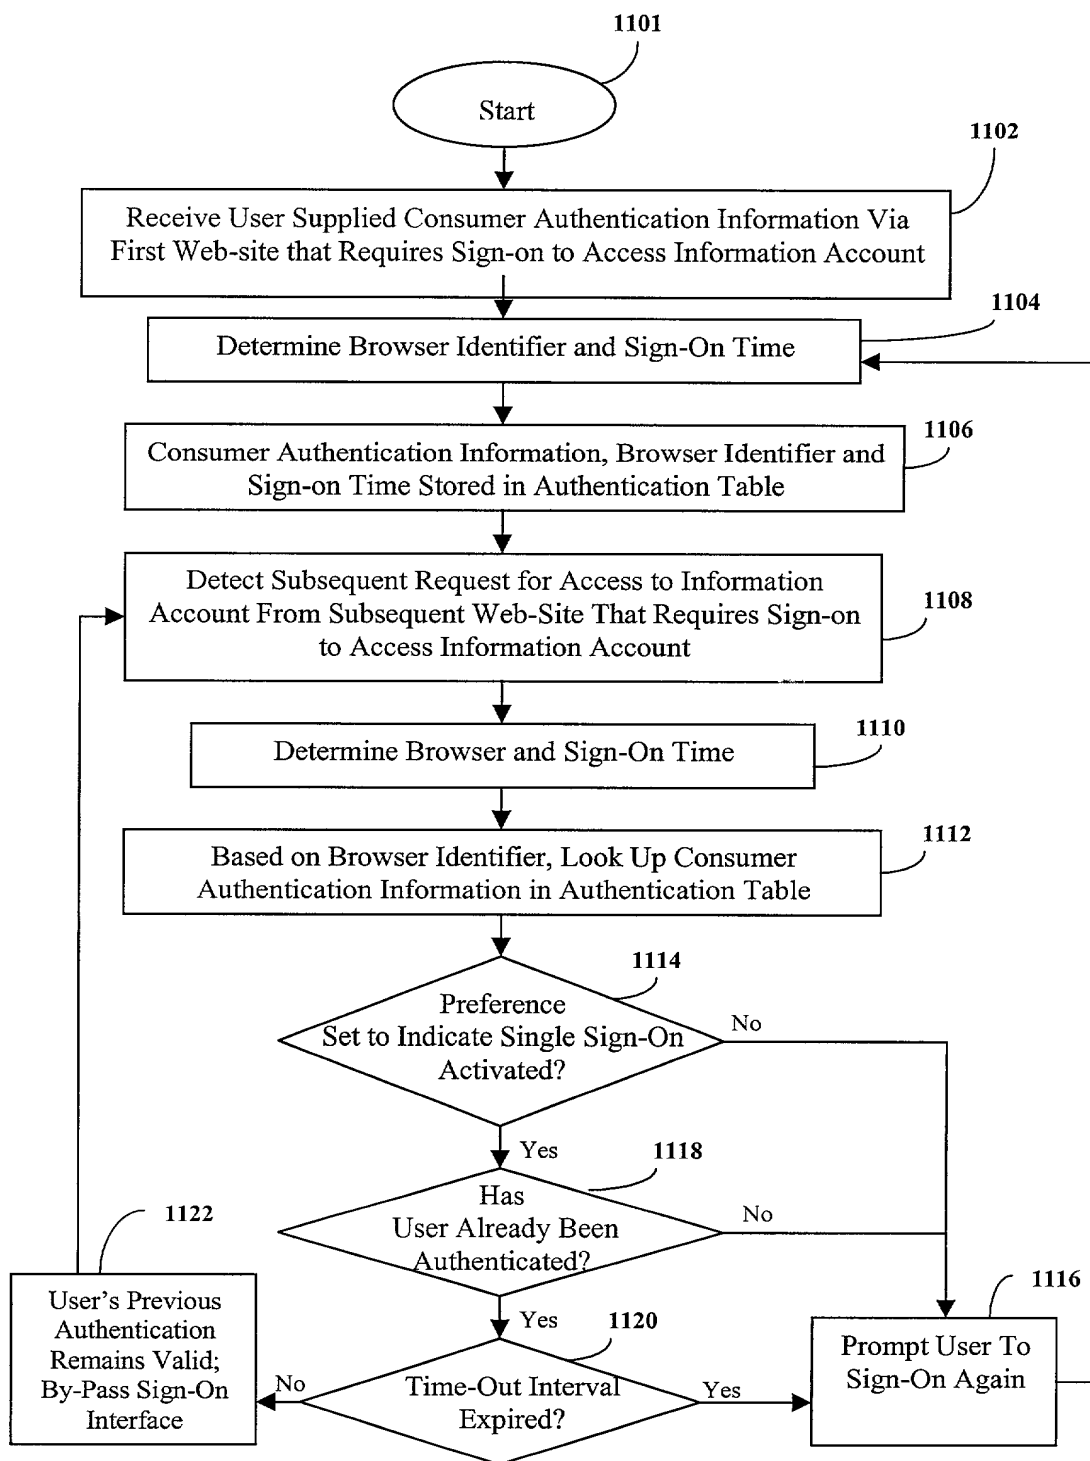 1101
Start
1102
Receive User Supplied Consumer Authentication Information Via
First Web-site that Requires Sign-on to Access Information Account
1104
Determine Browser Identifier and Sign-On Time
1106
Consumer Authentication Information, Browser Identifier and
Sign-on Time Stored in Authentication Table
Detect Subsequent Request for Access to Information
Account From Subsequent Web-Site That Requires Sign-on
to Access Information Account
1108
1110
Determine Browser and Sign-On Time
1112
Based on Browser Identifier, Look Up Consumer
Authentication Information in Authentication Table
1114
Preference
Set to Indicate Single Sign-On
Activated?
No
Yes
1118
Has
User Already Been
Authenticated?
No
1122
User's Previous
Authentication
Remains Valid;
By-Pass Sign-On
Interface
Yes
1120
Time-Out Interval
Expired?
No
Yes
1116
Prompt User To
Sign-On Again